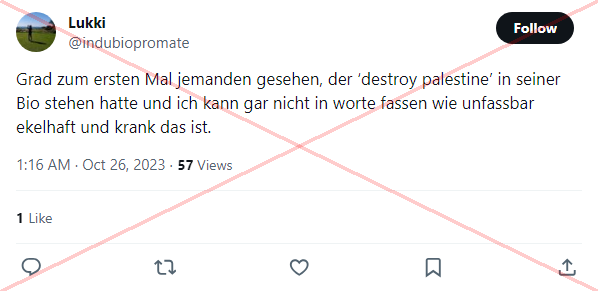 Lukki
Follow
@indubiopromate
Grad zum ersten Mal jemanden gesehen, der ‘destroy palestine’ in seiner
Bio stehen hatte und ich kann gar nicht in worte fassen wie unfassbar
ekelhaft und krank das ist.
1:16 AM · Oct 26, 2023 · 57 Views
1 Like